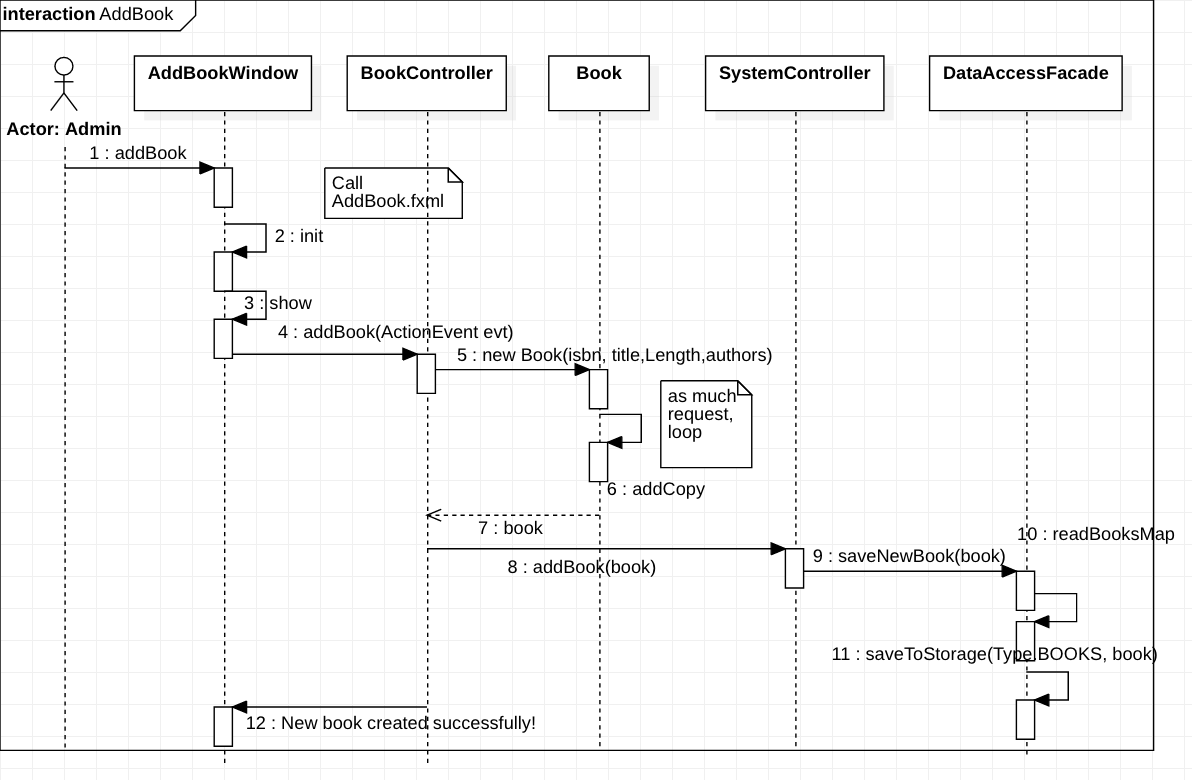 interaction AddBook
AddBookWindow
BookController
Book
SystemController
DataAccessFacade
Actor: Admin
1 : addBook
Call
AddBook.fxml
2 : init
3 : show
4 : addBook(ActionEvent evt)
5 : new Book(isbn, title,Length,authors)
as much
request,
loop
6 : addCopy
7 : book
10 : readBooksMap
8 : addBook(book)
9 : saveNewBook(book)
11 : saveToStorage(Type.BOOKS, book)
12 : New book created successfully!